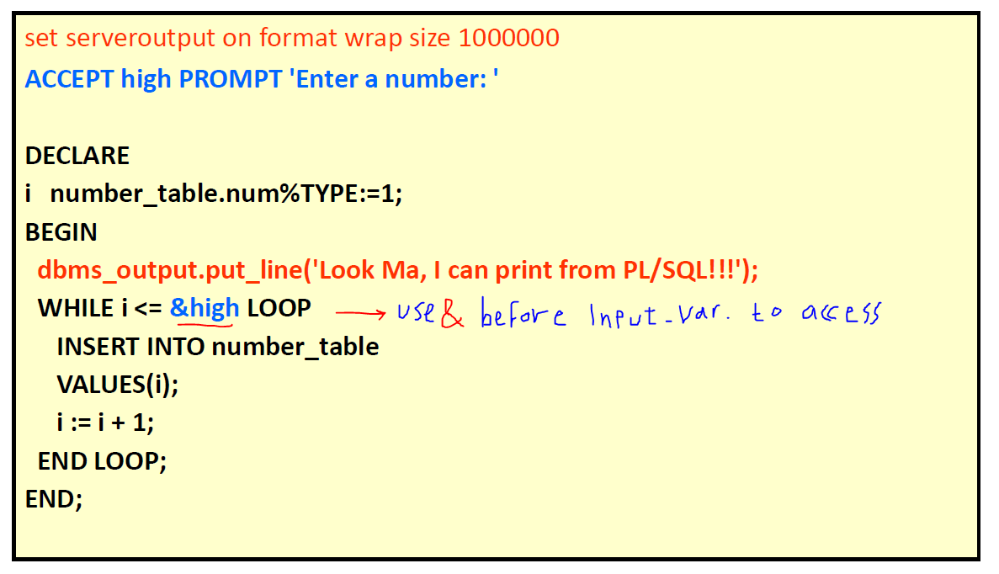 set serveroutput on format wrap size 1000000
ACCEPT high PROMPT 'Enter a number: '
DECLARE
i number_table.num%TYPE:=1;
BEGIN
dbms_output.put_line('Look Ma, I can print from PL/SQL!!!');
WHILE i <= &high LOOP → use & before Input_var. to access
INSERT INTO number_table
VALUES(i);
i := i + 1;
END LOOP;
END;